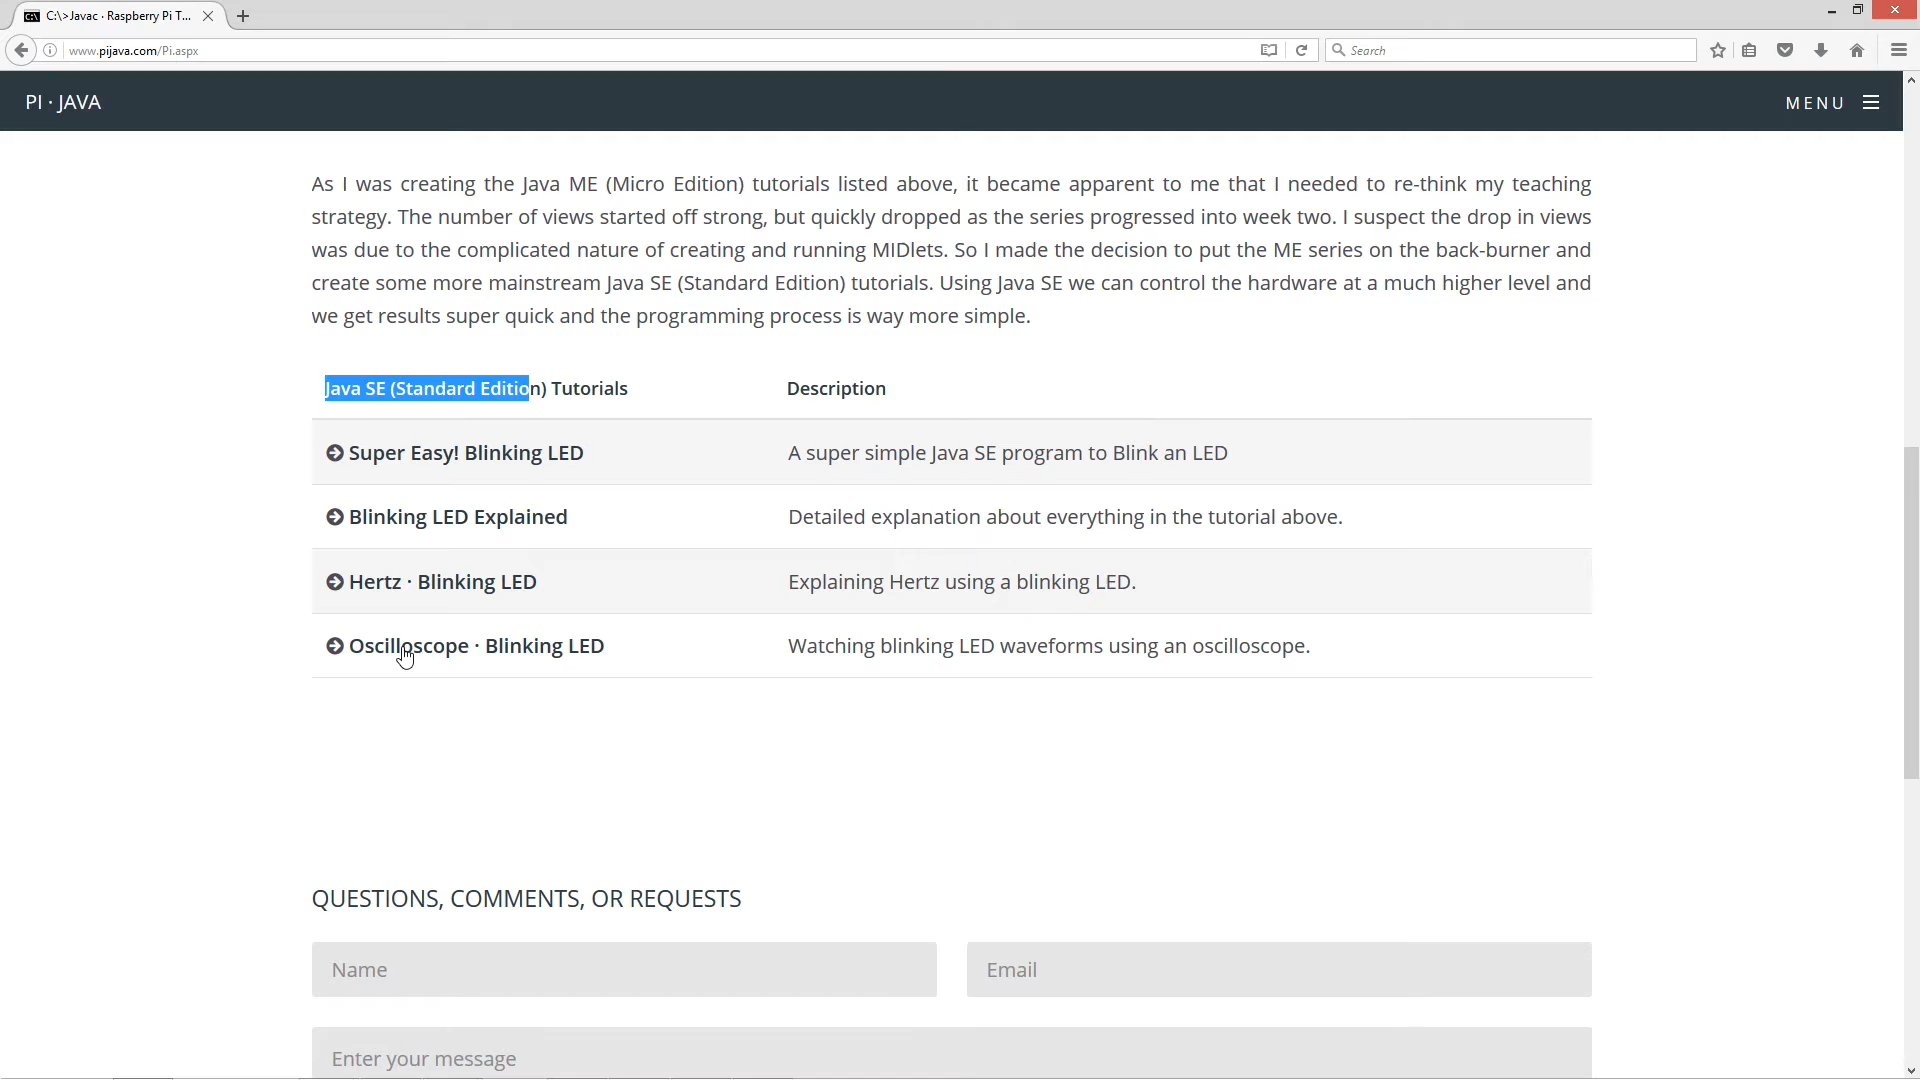 C:\>Javac · Raspberry Pi T...
www.pijava.com/Pi.aspx
Search
PI · JAVA
MENU
As I was creating the Java ME (Micro Edition) tutorials listed above, it became apparent to me that I needed to re-think my teaching
strategy. The number of views started off strong, but quickly dropped as the series progressed into week two. I suspect the drop in views
was due to the complicated nature of creating and running MIDlets. So I made the decision to put the ME series on the back-burner and
create some more mainstream Java SE (Standard Edition) tutorials. Using Java SE we can control the hardware at a much higher level and
we get results super quick and the programming process is way more simple.
Java SE (Standard Edition) Tutorials Description
Super Easy! Blinking LED A super simple Java SE program to Blink an LED
Blinking LED Explained Detailed explanation about everything in the tutorial above.
Hertz · Blinking LED Explaining Hertz using a blinking LED.
Oscilloscope · Blinking LED Watching blinking LED waveforms using an oscilloscope.
QUESTIONS, COMMENTS, OR REQUESTS
Name Email
Enter your message